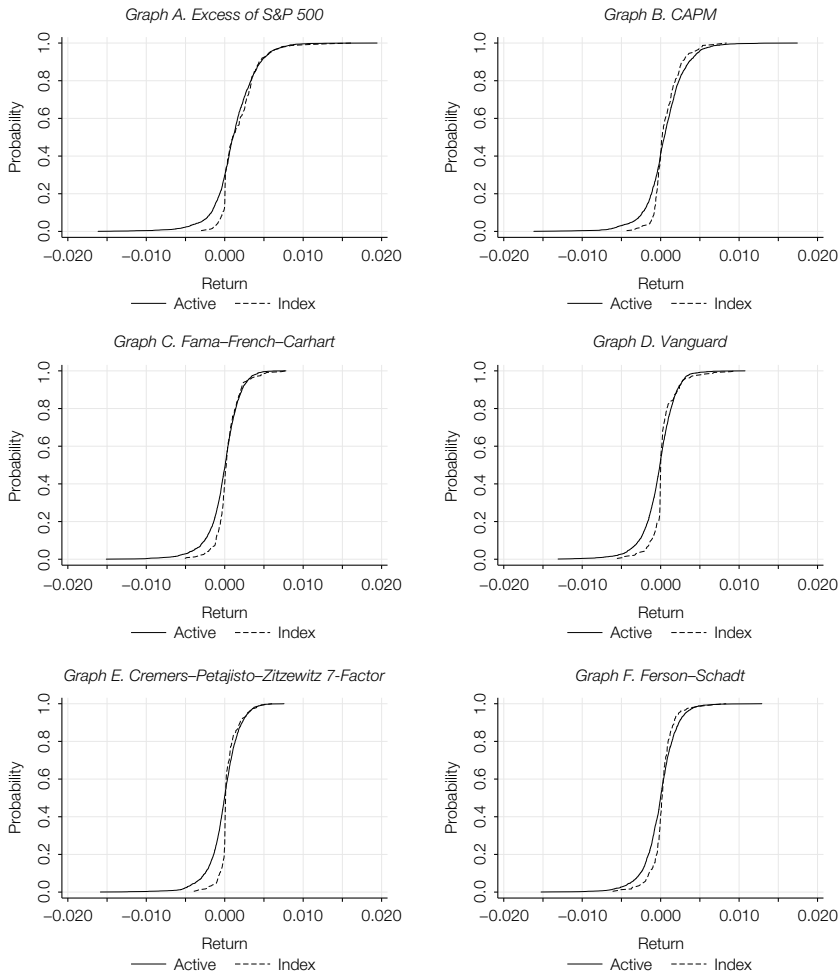 Graph A. Excess of S&P 500
Probability
1.0
0.8
0.6
0.4
0.2
0.0
−0.020 −0.010 0.000 0.010 0.020
Return
Active Index
Graph B. CAPM
Probability
1.0
0.8
0.6
0.4
0.2
0.0
−0.020 −0.010 0.000 0.010 0.020
Return
Active Index
Graph C. Fama–French–Carhart
Probability
1.0
0.8
0.6
0.4
0.2
0.0
−0.020 −0.010 0.000 0.010 0.020
Return
Active Index
Graph D. Vanguard
Probability
1.0
0.8
0.6
0.4
0.2
0.0
−0.020 −0.010 0.000 0.010 0.020
Return
Active Index
Graph E. Cremers–Petajisto–Zitzewitz 7-Factor
Probability
1.0
0.8
0.6
0.4
0.2
0.0
−0.020 −0.010 0.000 0.010 0.020
Return
Active Index
Graph F. Ferson–Schadt
Probability
1.0
0.8
0.6
0.4
0.2
0.0
−0.020 −0.010 0.000 0.010 0.020
Return
Active Index